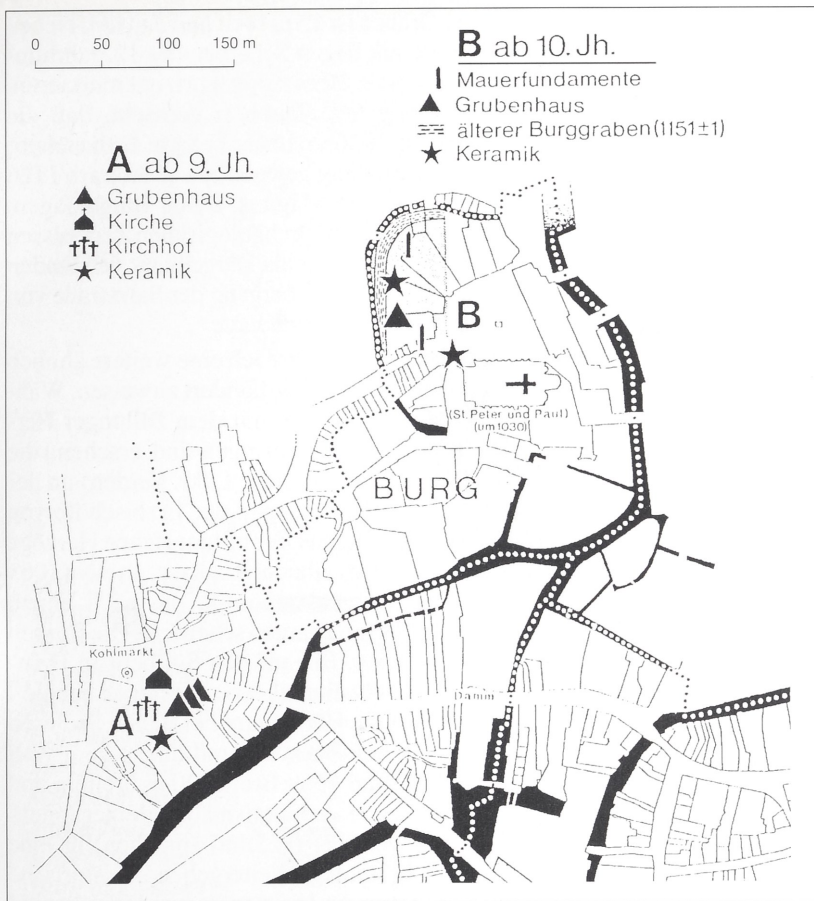 0 50 100 150 m
B ab 10. Jh.
Mauerfundamente
Grubenhaus
älterer Burggraben (1151±1)
Keramik
A ab 9. Jh.
Grubenhaus
Kirche
Kirchhof
Keramik
B
(St. Peter und Paul)
(um 1030)
BURG
Kohlmarkt
A
Damm